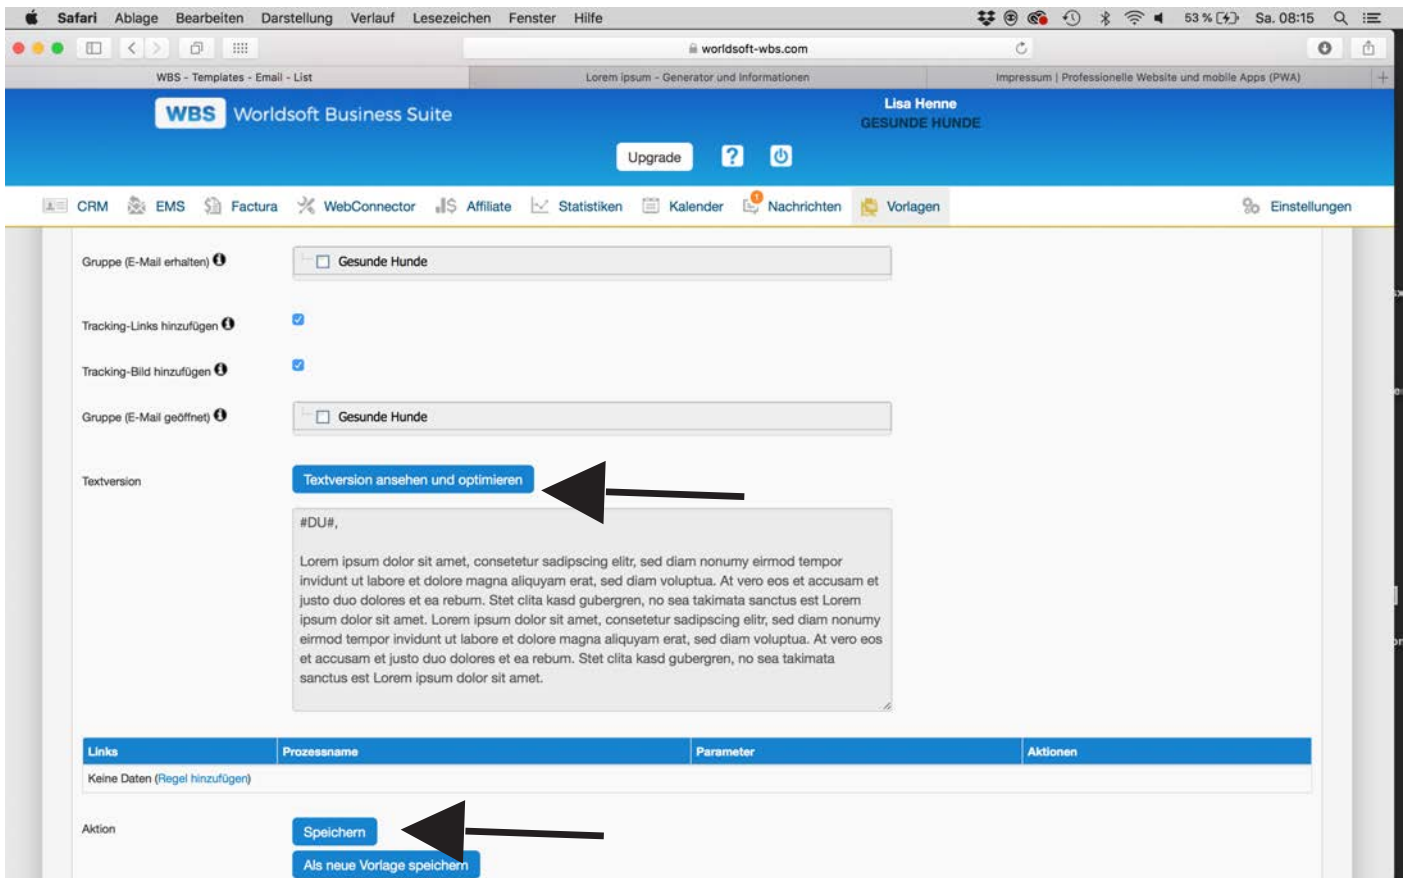 Safari Ablage Bearbeiten Darstellung Verlauf Lesezeichen Fenster Hilfe 53 % Sa. 08:15
worldsoft-wbs.com
WBS - Templates - Email - List Lorem ipsum - Generator und Informationen Impressum | Professionelle Website und mobile Apps (PWA) +
WBS Worldsoft Business Suite
Lisa Henne
GESUNDE HUNDE
Upgrade ?
CRM EMS Factura WebConnector Affiliate Statistiken Kalender 1 Nachrichten Vorlagen Einstellungen
Gruppe (E-Mail erhalten) Gesunde Hunde
Tracking-Links hinzufügen
Tracking-Bild hinzufügen
Gruppe (E-Mail geöffnet) Gesunde Hunde
Textversion Textversion ansehen und optimieren
#DU#,
Lorem ipsum dolor sit amet, consetetur sadipscing elitr, sed diam nonumy eirmod tempor
invidunt ut labore et dolore magna aliquyam erat, sed diam voluptua. At vero eos et accusam et
justo duo dolores et ea rebum. Stet clita kasd gubergren, no sea takimata sanctus est Lorem
ipsum dolor sit amet. Lorem ipsum dolor sit amet, consetetur sadipscing elitr, sed diam nonumy
eirmod tempor invidunt ut labore et dolore magna aliquyam erat, sed diam voluptua. At vero eos
et accusam et justo duo dolores et ea rebum. Stet clita kasd gubergren, no sea takimata
sanctus est Lorem ipsum dolor sit amet.
Links Prozessname Parameter Aktionen
Keine Daten (Regel hinzufügen)
Aktion Speichern
Als neue Vorlage speichern